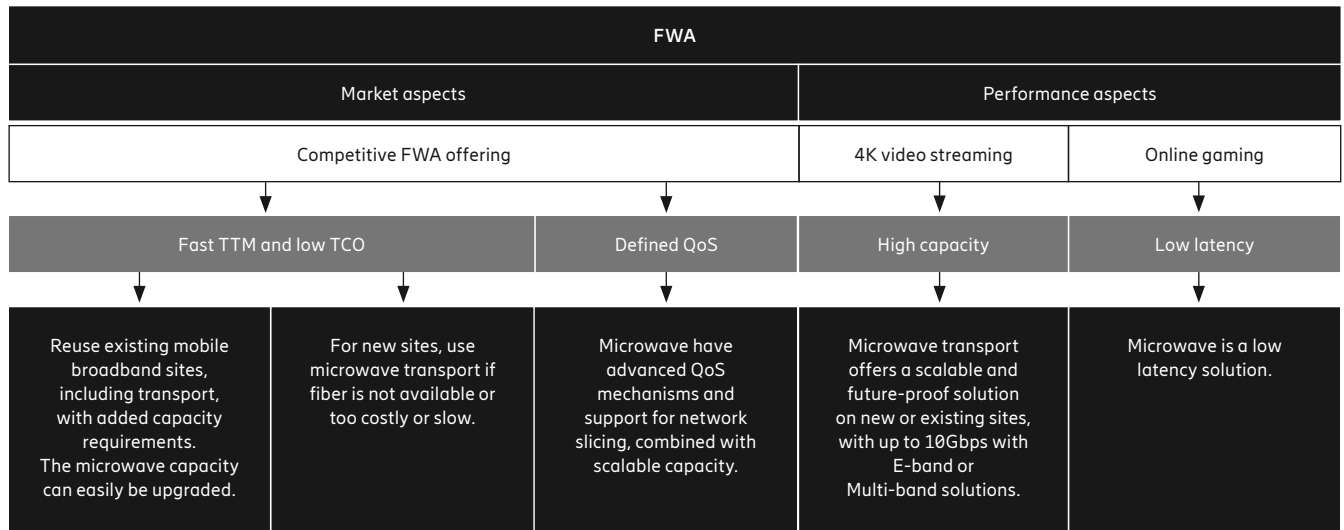 FWA
Market aspects
Performance aspects
Competitive FWA offering
4K video streaming
Online gaming
Fast TTM and low TCO
Defined QoS
High capacity
Low latency
Reuse existing mobile
broadband sites,
including transport,
with added capacity
requirements.
The microwave capacity
can easily be upgraded.
For new sites, use
microwave transport if
fiber is not available or
too costly or slow.
Microwave have
advanced QoS
mechanisms and
support for network
slicing, combined with
scalable capacity.
Microwave transport
offers a scalable and
future-proof solution
on new or existing sites,
with up to 10Gbps with
E-band or
Multi-band solutions.
Microwave is a low
latency solution.